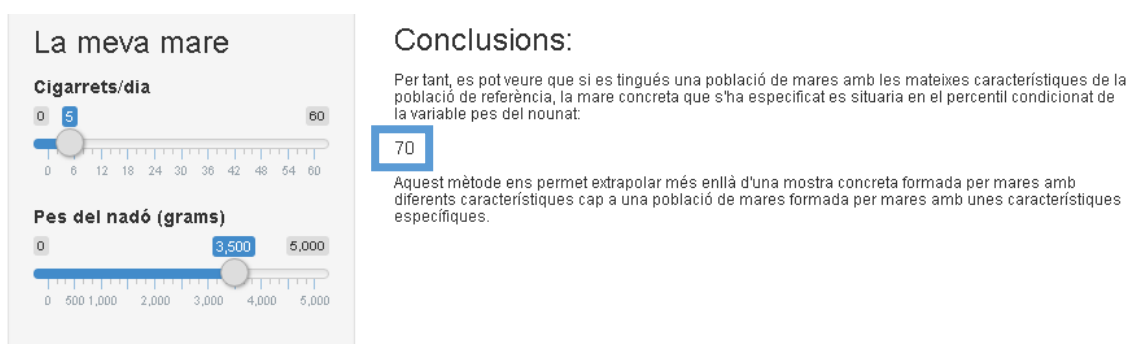 La meva mare
Cigarrets/dia
0 5 60
0 6 12 18 24 30 36 42 48 54 60
Pes del nadó (grams)
0 3,500 5,000
0 500 1,000 2,000 3,000 4,000 5,000
Conclusions:
Per tant, es pot veure que si es tingués una població de mares amb les mateixes característiques de la
població de referència, la mare concreta que s'ha especificat es situaria en el percentil condicionat de
la variable pes del nounat:
70
Aquest mètode ens permet extrapolar més enllà d'una mostra concreta formada per mares amb
diferents característiques cap a una població de mares formada per mares amb unes característiques
específiques.